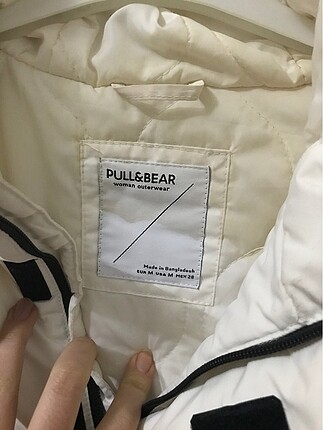 PULL&BEAR
woman outerwear
Made in Bangladesh
EUR M USA M MEX 28